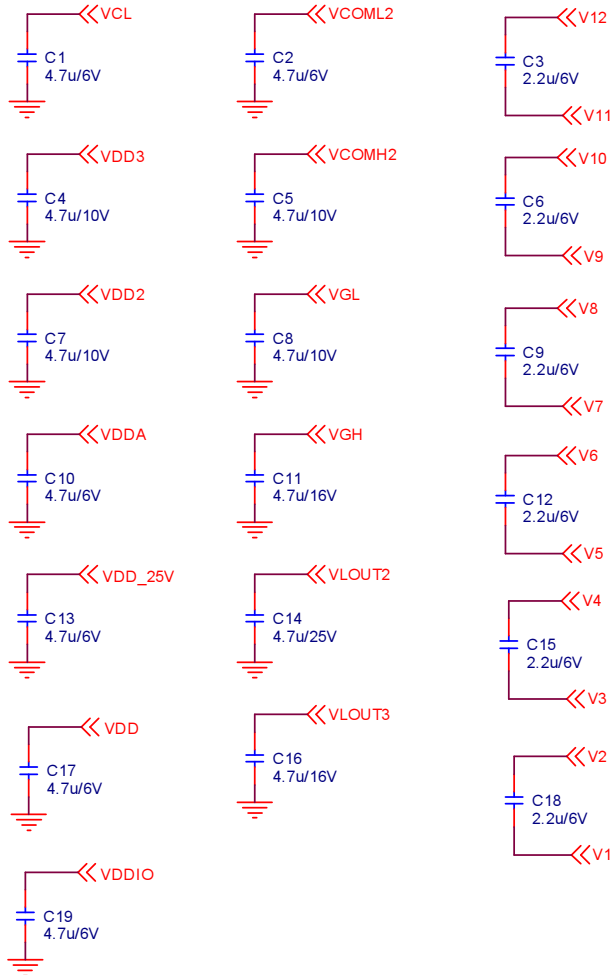 VCL
C1
4.7u/6V
VCOML2
C2
4.7u/6V
V12
C3
2.2u/6V
V11
VDD3
C4
4.7u/10V
VCOMH2
C5
4.7u/10V
V10
C6
2.2u/6V
V9
VDD2
C7
4.7u/10V
VGL
C8
4.7u/10V
V8
C9
2.2u/6V
V7
VDDA
C10
4.7u/6V
VGH
C11
4.7u/16V
V6
C12
2.2u/6V
V5
VDD_25V
C13
4.7u/6V
VLOUT2
C14
4.7u/25V
V4
C15
2.2u/6V
V3
VDD
C17
4.7u/6V
VLOUT3
C16
4.7u/16V
V2
C18
2.2u/6V
V1
VDDIO
C19
4.7u/6V